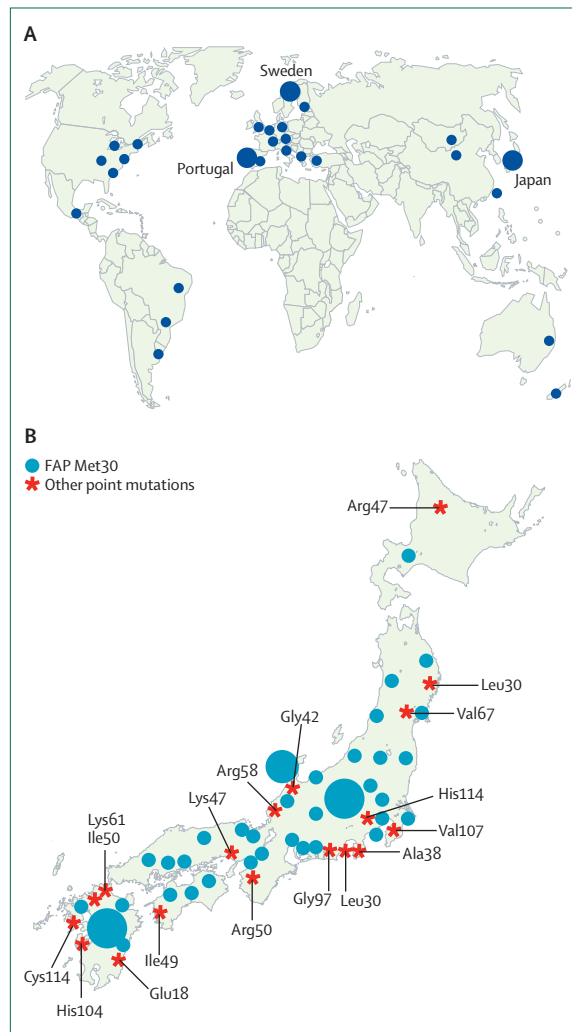 A
Sweden
Portugal
Japan
B
FAP Met30
Other point mutations
Arg47
Leu30
Val67
Gly42
Arg58
Lys47
Lys61
Ile50
His114
Val107
Ala38
Leu30
Gly97
Arg50
Ile49
Cys114
Glu18
His104